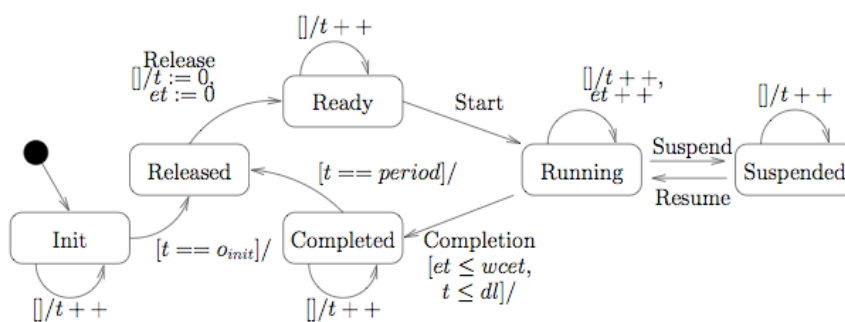 []/t + +
Release
[]/t := 0,
et := 0
Ready
Start
[]/t + +,
et + +
[]/t + +
Released
[t == period]/
Running
Suspend
Resume
Suspended
Init
[t == o_init]/
Completed
Completion
[et ≤ wcet,
t ≤ dl]/
[]/t + +
[]/t + +